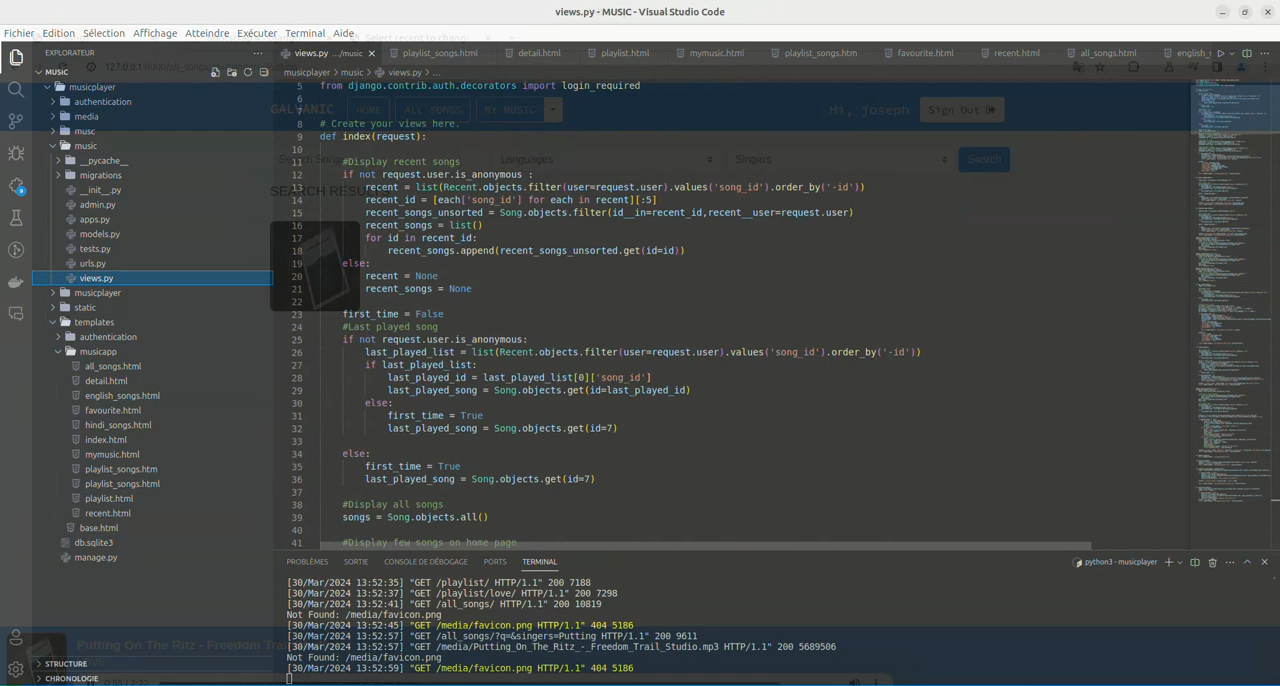 views.py - MUSIC - Visual Studio Code
Fichier Edition Sélection Affichage Atteindre Exécuter Terminal Aide
EXPLORATEUR
MUSIC
musicplayer
authentication
media
musc
music
__pycache__
migrations
__init__.py
admin.py
apps.py
models.py
tests.py
urls.py
views.py
musicplayer
static
templates
authentication
musicapp
all_songs.html
detail.html
english_songs.html
favourite.html
hindi_songs.html
index.html
mymusic.html
playlist_songs.htm
playlist_songs.html
playlist.html
recent.html
base.html
db.sqlite3
manage.py
STRUCTURE
CHRONOLOGIE
views.py .../music
playlist_songs.html
detail.html
playlist.html
mymusic.html
playlist_songs.htm
favourite.html
recent.html
all_songs.html
english_s
musicplayer > music > views.py > ...
5 from django.contrib.auth.decorators import login_required
6
7
8 # Create your views here.
9 def index(request):
10
11 #Display recent songs
12 if not request.user.is_anonymous :
13 recent = list(Recent.objects.filter(user=request.user).values('song_id').order_by('-id'))
14 recent_id = [each['song_id'] for each in recent][:5]
15 recent_songs_unsorted = Song.objects.filter(id__in=recent_id,recent__user=request.user)
16 recent_songs = list()
17 for id in recent_id:
18 recent_songs.append(recent_songs_unsorted.get(id=id))
19 else:
20 recent = None
21 recent_songs = None
22
23 first_time = False
24 #Last played song
25 if not request.user.is_anonymous:
26 last_played_list = list(Recent.objects.filter(user=request.user).values('song_id').order_by('-id'))
27 if last_played_list:
28 last_played_id = last_played_list[0]['song_id']
29 last_played_song = Song.objects.get(id=last_played_id)
30 else:
31 first_time = True
32 last_played_song = Song.objects.get(id=7)
33
34 else:
35 first_time = True
36 last_played_song = Song.objects.get(id=7)
37
38 #Display all songs
39 songs = Song.objects.all()
40
41 #Display few songs on home page
GALVANIC HOME ALL SONGS MY MUSIC
Hi, joseph Sign Out
Languages Singers Search
SEARCH RESULTS
PROBLÈMES SORTIE CONSOLE DE DÉBOGAGE PORTS TERMINAL
python3 - musicplayer
[30/Mar/2024 13:52:35] "GET /playlist/ HTTP/1.1" 200 7188
[30/Mar/2024 13:52:37] "GET /playlist/love/ HTTP/1.1" 200 7298
[30/Mar/2024 13:52:41] "GET /all_songs/ HTTP/1.1" 200 10819
Not Found: /media/favicon.png
[30/Mar/2024 13:52:45] "GET /media/favicon.png HTTP/1.1" 404 5186
[30/Mar/2024 13:52:57] "GET /all_songs/?q=&singers=Putting HTTP/1.1" 200 9611
[30/Mar/2024 13:52:57] "GET /media/Putting_On_The_Ritz_-_Freedom_Trail_Studio.mp3 HTTP/1.1" 200 5689506
Not Found: /media/favicon.png
[30/Mar/2024 13:52:59] "GET /media/favicon.png HTTP/1.1" 404 5186
Putting On The Ritz - Freedom Trai